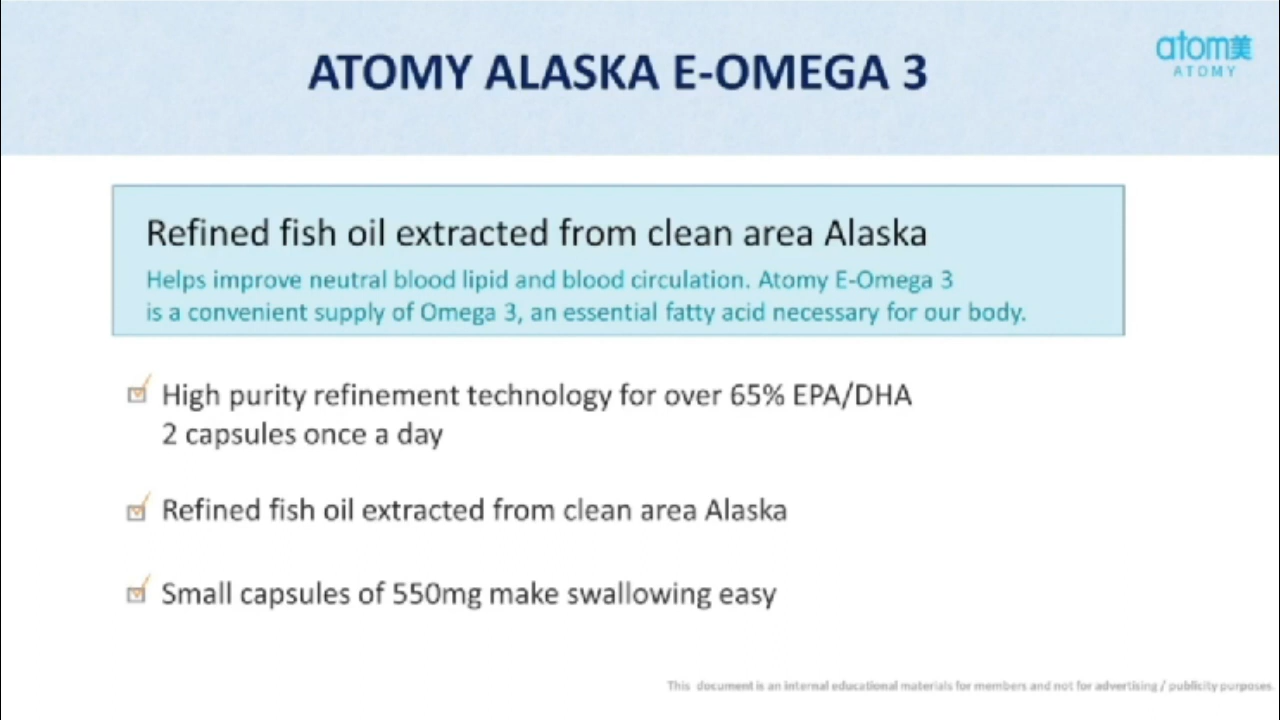 ATOMY ALASKA E-OMEGA 3
atom美
ATOMY
Refined fish oil extracted from clean area Alaska
Helps improve neutral blood lipid and blood circulation. Atomy E-Omega 3
is a convenient supply of Omega 3, an essential fatty acid necessary for our body.
High purity refinement technology for over 65% EPA/DHA
2 capsules once a day
Refined fish oil extracted from clean area Alaska
Small capsules of 550mg make swallowing easy
This document is an internal educational materials for members and not for advertising / publicity purposes.